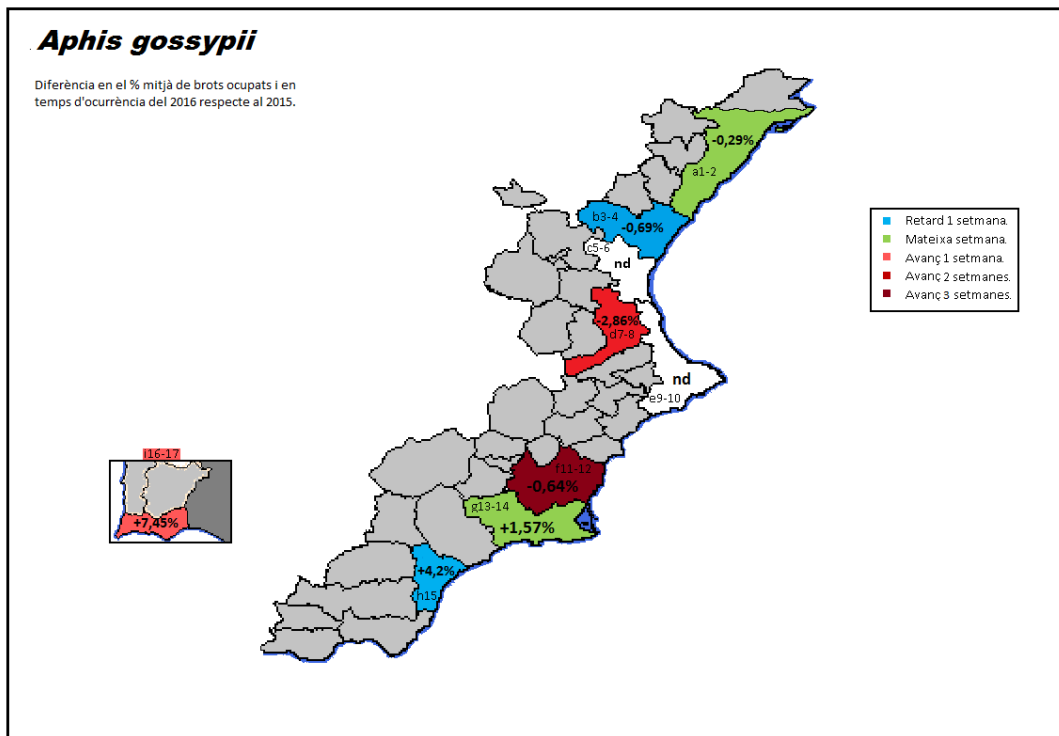 Aphis gossypii
Diferència en el % mitjà de brots ocupats i en
temps d'ocurrència del 2016 respecte al 2015.
-0,29%
a1-2
b3-4
-0,69%
c5-6
nd
-2,86%
d7-8
nd
e9-10
f11-12
-0,64%
g13-14
+1,57%
+4,2%
h15
i16-17
+7,45%
Retard 1 setmana.
Mateixa setmana.
Avanç 1 semana.
Avanç 2 setmanes.
Avanç 3 setmanes.